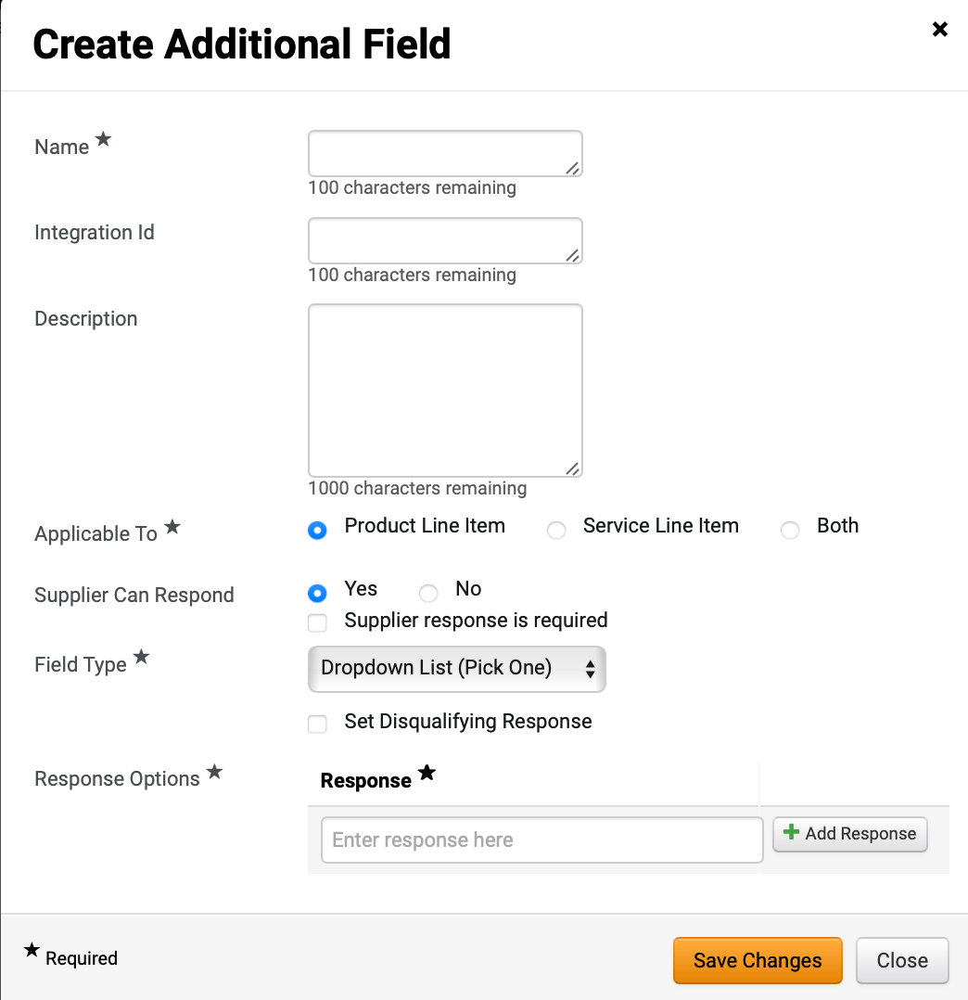 Create Additional Field
Name ★
100 characters remaining
Integration Id
100 characters remaining
Description
1000 characters remaining
Applicable To ★ Product Line Item Service Line Item Both
Supplier Can Respond Yes No
Supplier response is required
Field Type ★ Dropdown List (Pick One)
Set Disqualifying Response
Response Options ★ Response ★
Enter response here Add Response
★ Required Save Changes Close